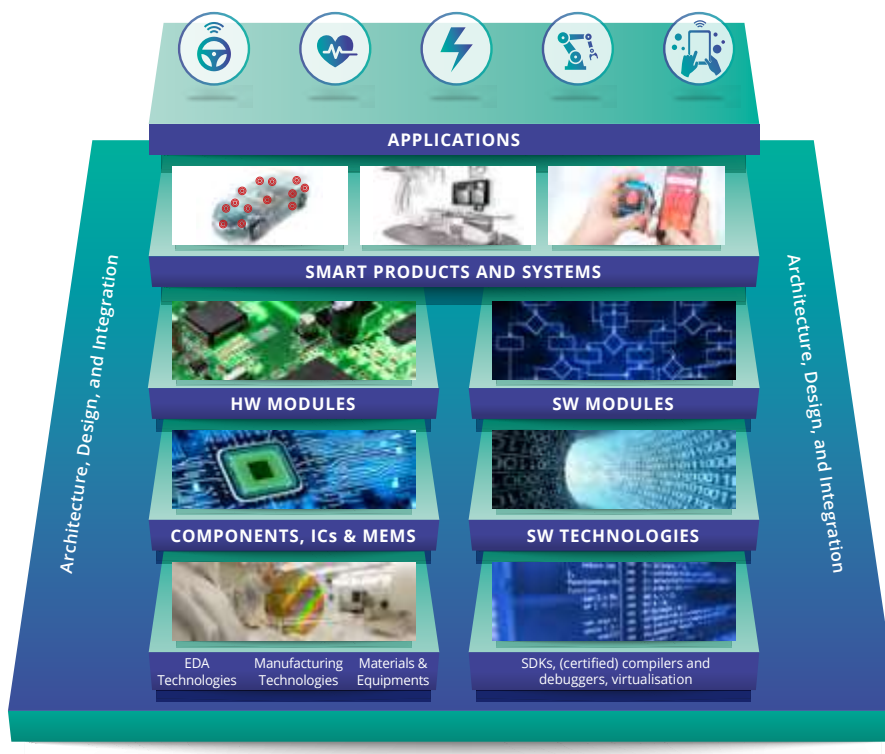 APPLICATIONS
SMART PRODUCTS AND SYSTEMS
Architecture, Design, and Integration
Architecture, Design, and Integration
HW MODULES
SW MODULES
COMPONENTS, ICs & MEMS
SW TECHNOLOGIES
EDA
Technologies
Manufacturing
Technologies
Materials &
Equipments
SDKs, (certified) compilers and
debuggers, virtualisation